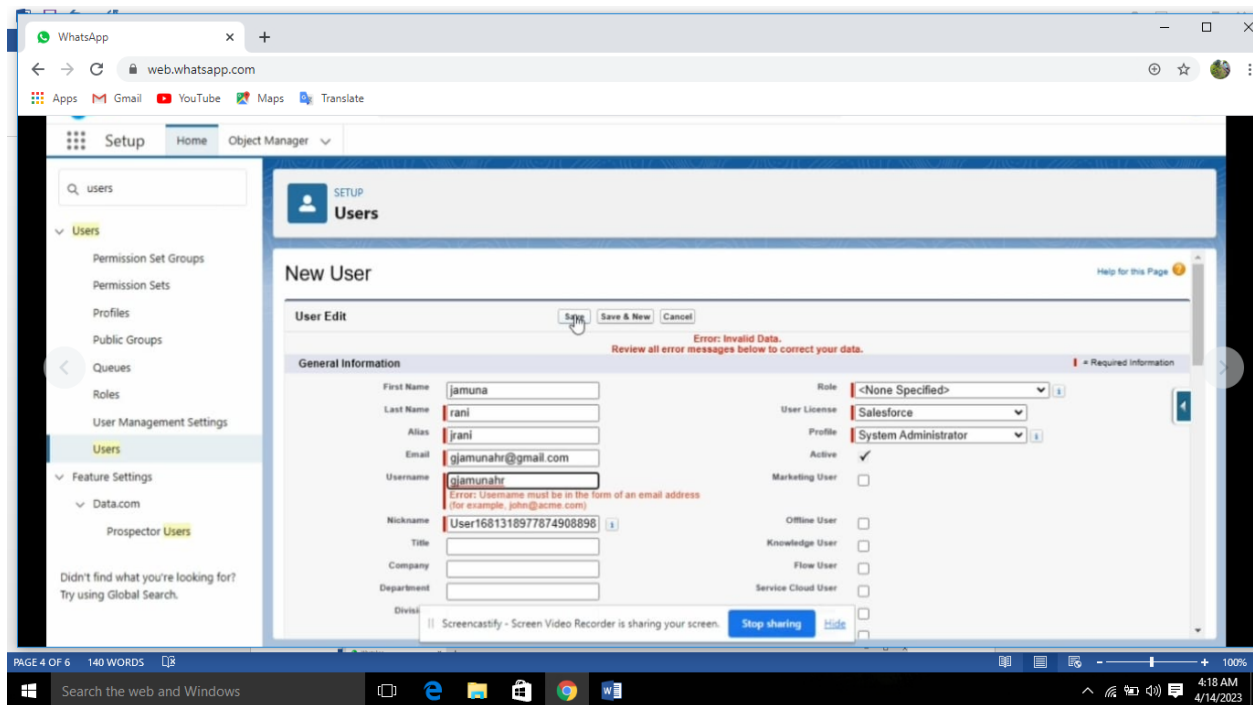 WhatsApp
web.whatsapp.com
Apps Gmail YouTube Maps Translate
Setup Home Object Manager
users
SETUP
Users
Users
Permission Set Groups
Permission Sets
Profiles
Public Groups
Queues
Roles
User Management Settings
Users
Feature Settings
Data.com
Prospector Users
Didn't find what you're looking for?
Try using Global Search.
New User
Help for this Page
User Edit Save Save & New Cancel
Error: Invalid Data.
Review all error messages below to correct your data.
General Information = Required Information
First Name jamuna Role <None Specified>
Last Name rani User License Salesforce
Alias jrani Profile System Administrator
Email gjamunahr@gmail.com Active
Username gjamunahr Marketing User
Error: Username must be in the form of an email address
(for example, john@acme.com)
Nickname User1681318977874908898 Offline User
Title Knowledge User
Company Flow User
Department Service Cloud User
Screencastify - Screen Video Recorder is sharing your screen. Stop sharing Hide
PAGE 4 OF 6 140 WORDS 100%
Search the web and Windows
4:18 AM
4/14/2023